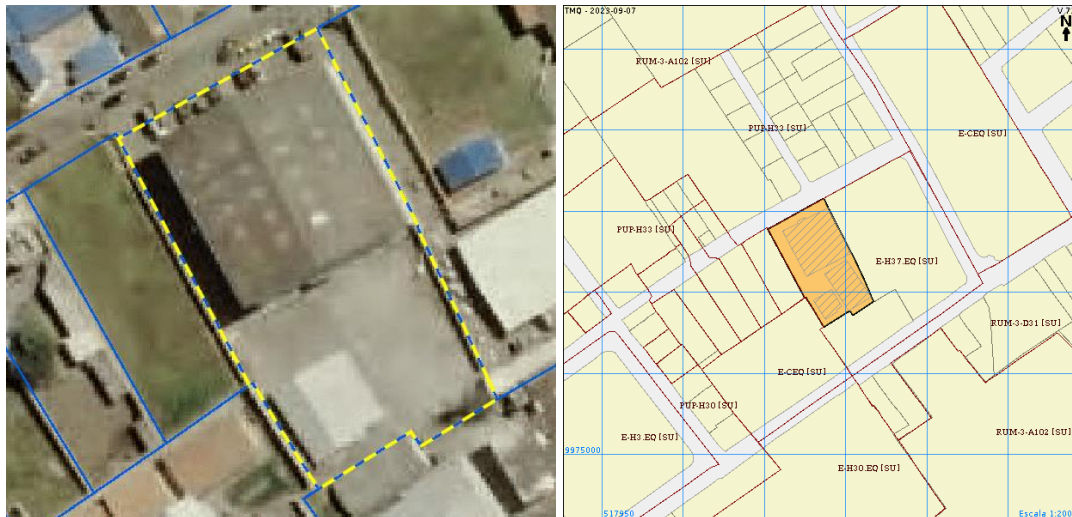 TMQ - 2023-09-07
V.7.
N
RUM-3-A102 [SU]
PUP-H33 [SU]
E-CEQ [SU]
PUP-H33 [SU]
E-H37.EQ [SU]
RUM-3-D31 [SU]
E-CEQ [SU]
PUP-H30 [SU]
E-H3.EQ [SU]
RUM-3-A102 [SU]
9975000
E-H30.EQ [SU]
517950
Escala 1:200